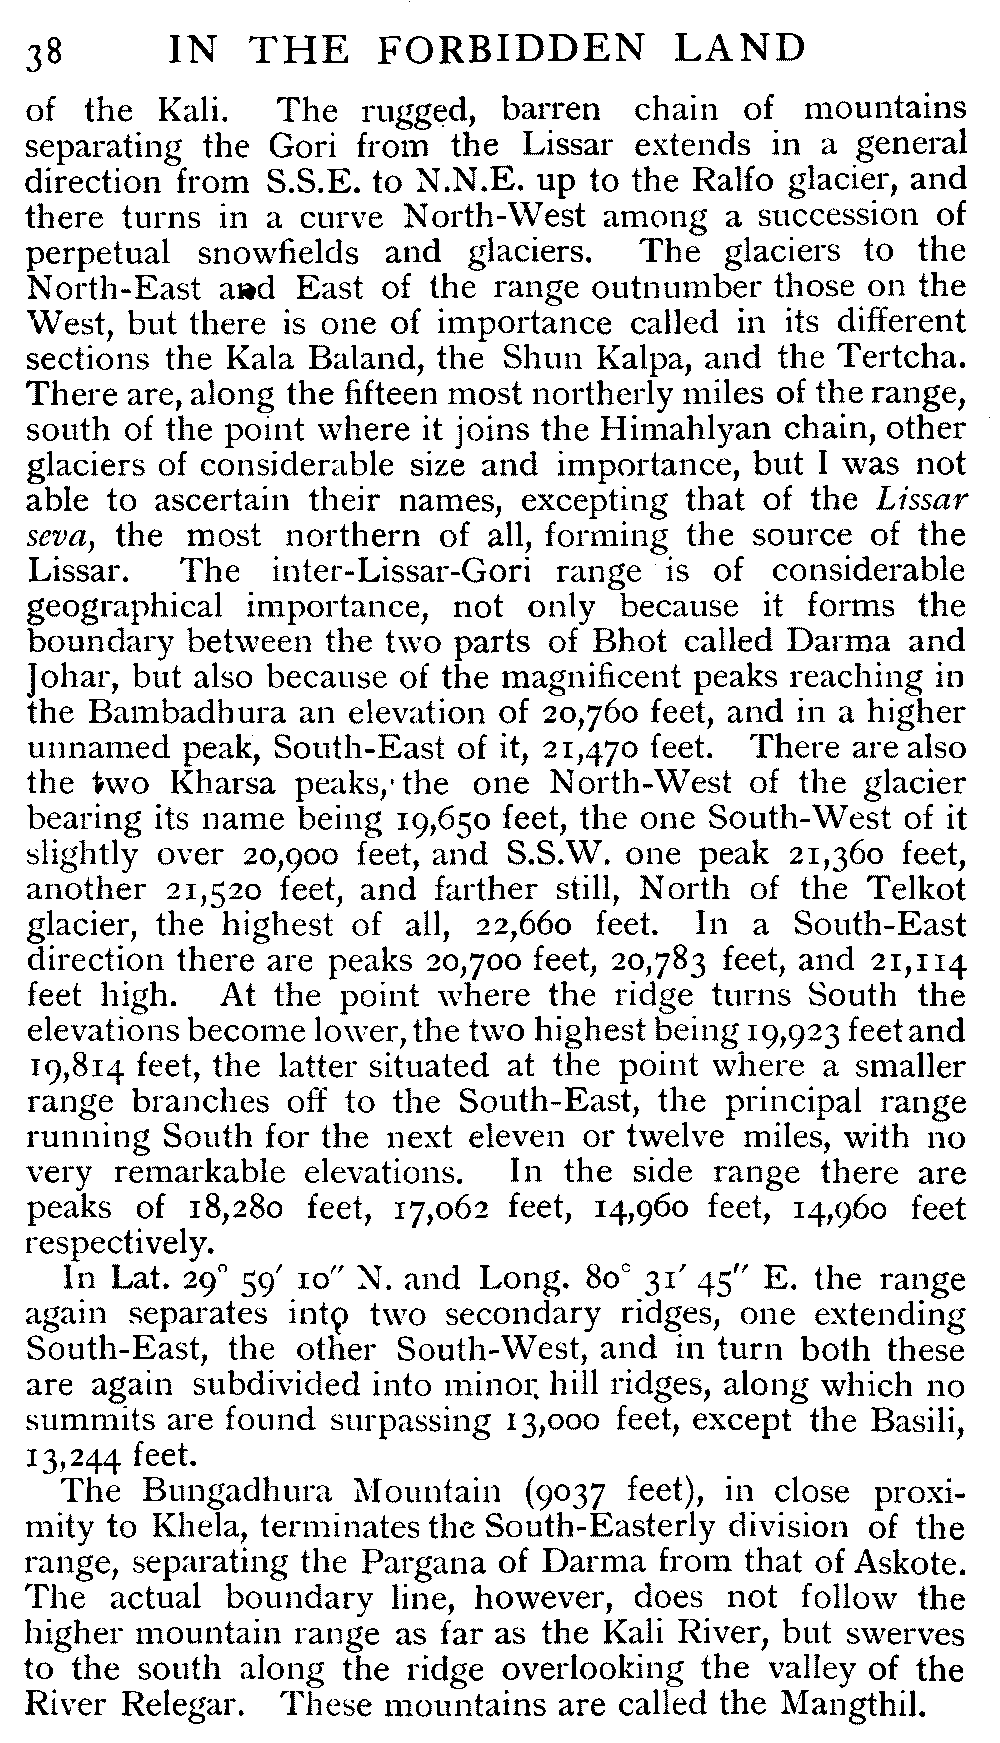 38 IN THE FORBIDDEN LAND
of the Kali. The rugged, barren chain of mountains
separating the Gori from the Lissar extends in a general
direction from S.S.E. to N.N.E. up to the Ralfo glacier, and
there turns in a curve North-West among a succession of
perpetual snowfields and glaciers. The glaciers to the
North-East and East of the range outnumber those on the
West, but there is one of importance called in its different
sections the Kala Baland, the Shun Kalpa, and the Tertcha.
There are, along the fifteen most northerly miles of the range,
south of the point where it joins the Himahlyan chain, other
glaciers of considerable size and importance, but I was not
able to ascertain their names, excepting that of the Lissar
seva, the most northern of all, forming the source of the
Lissar. The inter-Lissar-Gori range is of considerable
geographical importance, not only because it forms the
boundary between the two parts of Bhot called Darma and
Johar, but also because of the magnificent peaks reaching in
the Bambadhura an elevation of 20,760 feet, and in a higher
unnamed peak, South-East of it, 21,470 feet. There are also
the two Kharsa peaks, the one North-West of the glacier
bearing its name being 19,650 feet, the one South-West of it
slightly over 20,900 feet, and S.S.W. one peak 21,360 feet,
another 21,520 feet, and farther still, North of the Telkot
glacier, the highest of all, 22,660 feet. In a South-East
direction there are peaks 20,700 feet, 20,783 feet, and 21,114
feet high. At the point where the ridge turns South the
elevations become lower, the two highest being 19,923 feet and
19,814 feet, the latter situated at the point where a smaller
range branches off to the South-East, the principal range
running South for the next eleven or twelve miles, with no
very remarkable elevations. In the side range there are
peaks of 18,280 feet, 17,062 feet, 14,960 feet, 14,960 feet
respectively.
In Lat. 29° 59′ 10″ N. and Long. 80° 31′ 45″ E. the range
again separates into two secondary ridges, one extending
South-East, the other South-West, and in turn both these
are again subdivided into minor hill ridges, along which no
summits are found surpassing 13,000 feet, except the Basili,
13,244 feet.
The Bungadhura Mountain (9037 feet), in close proxi-
mity to Khela, terminates the South-Easterly division of the
range, separating the Pargana of Darma from that of Askote.
The actual boundary line, however, does not follow the
higher mountain range as far as the Kali River, but swerves
to the south along the ridge overlooking the valley of the
River Relegar. These mountains are called the Mangthil.